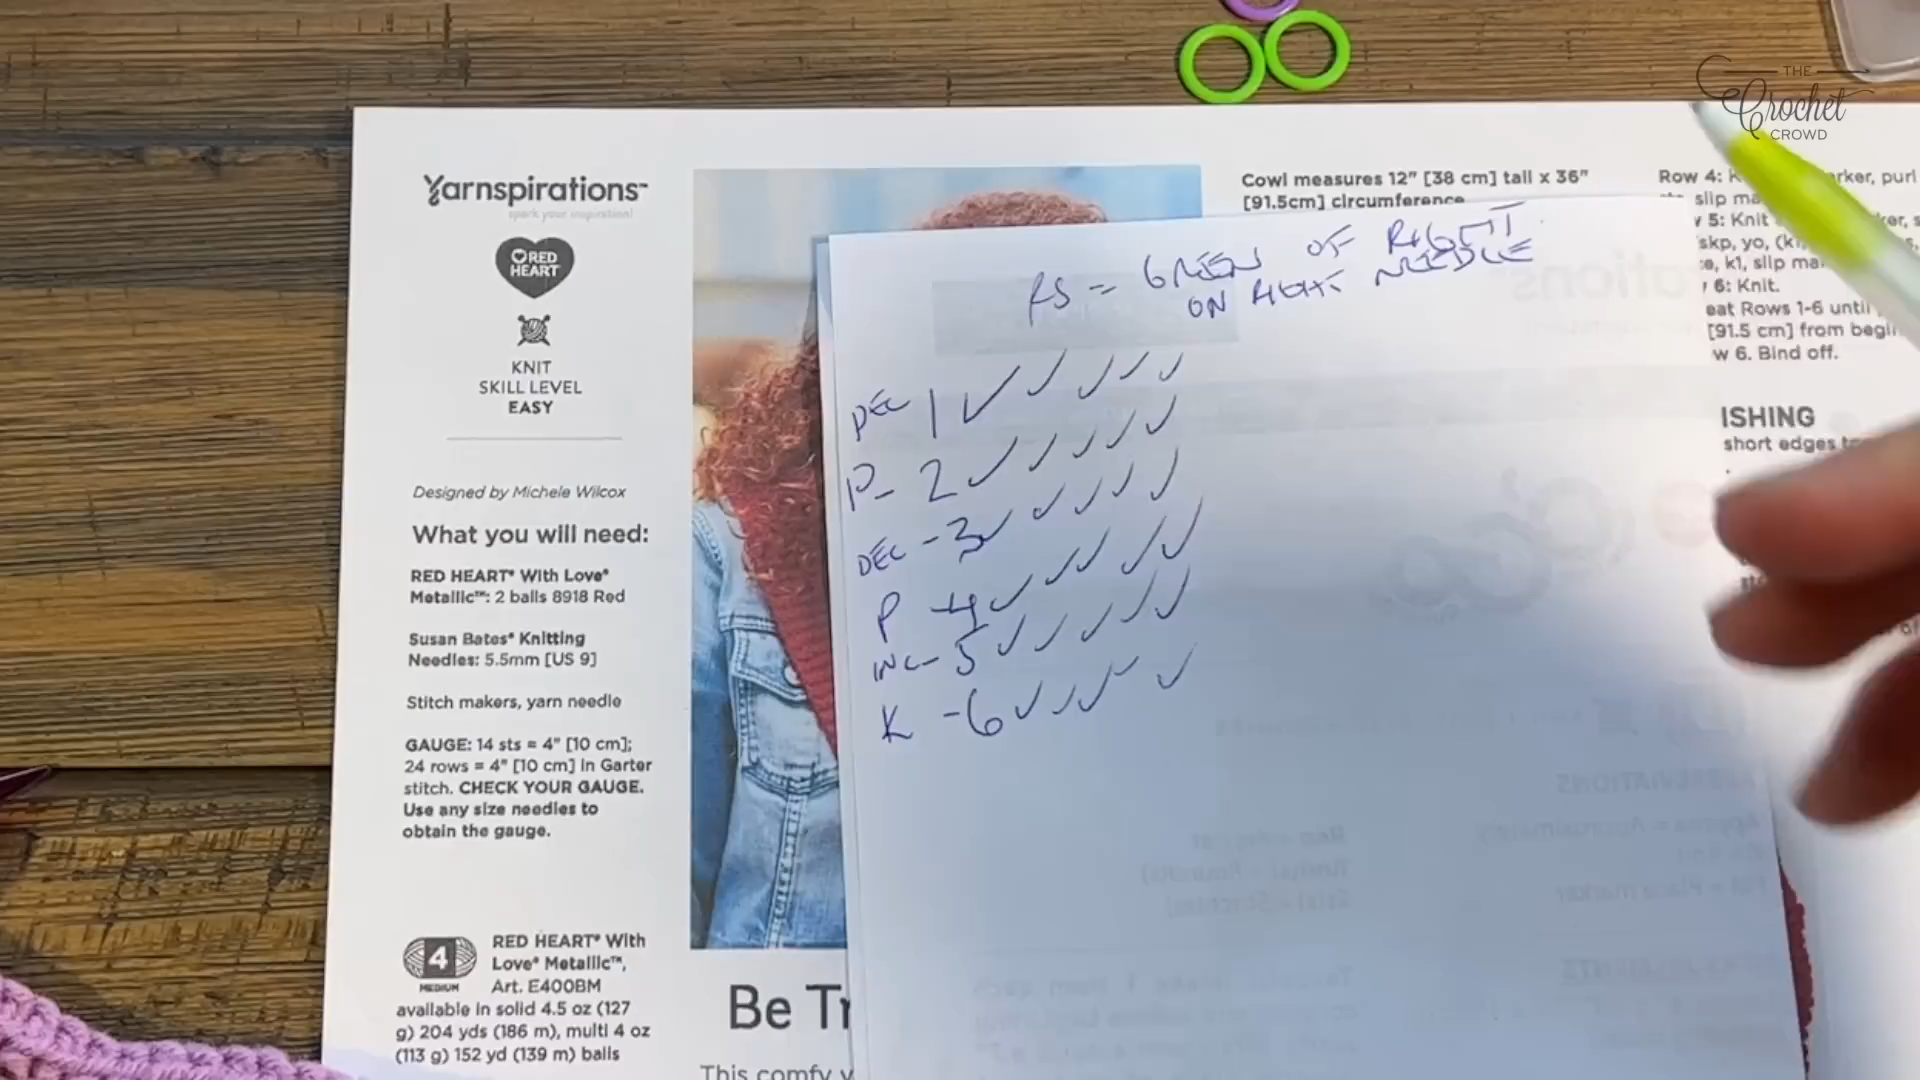 THE
Crochet
CROWD
Yarnspirations™
spark your inspiration!
RED
HEART
KNIT
SKILL LEVEL
EASY
Designed by Michele Wilcox
What you will need:
RED HEART® With Love®
Metallic™: 2 balls 8918 Red
Susan Bates® Knitting
Needles: 5.5mm [US 9]
Stitch makers, yarn needle
GAUGE: 14 sts = 4" [10 cm];
24 rows = 4" [10 cm] in Garter
stitch. CHECK YOUR GAUGE.
Use any size needles to
obtain the gauge.
4
MEDIUM
RED HEART® With
Love® Metallic™,
Art. E400BM
available in solid 4.5 oz (127
g) 204 yds (186 m), multi 4 oz
(113 g) 152 yd (139 m) balls
Be Tr
This comfy
Cowl measures 12" [38 cm] tall x 36"
[91.5cm] circumference
RS = GREEN OF RIGHT
ON RIGHT NEEDLE
DEC 1 ✓ ✓ ✓ ✓ ✓
P- 2 ✓ ✓ ✓ ✓ ✓
DEC - 3 ✓ ✓ ✓ ✓ ✓
P -4 ✓ ✓ ✓ ✓ ✓
INC- 5 ✓ ✓ ✓ ✓ ✓
K -6 ✓ ✓ ✓ ✓
Row 4: purl
slip
5: Knit
skp, yo,
k1, slip
6: Knit.
eat Rows 1-6 until
[91.5 cm] from
w 6. Bind off.
ISHING
short edges